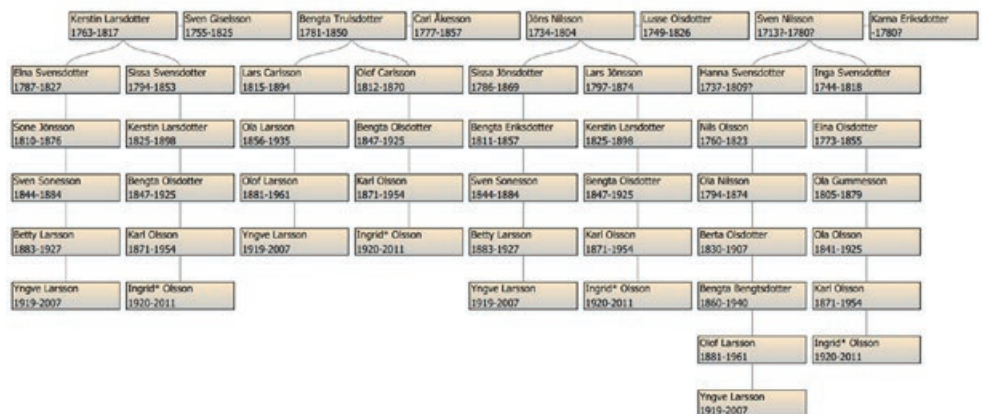 Kerstin Larsdotter
1763-1817
Sven Giselsson
1755-1825
Bengta Trulsdotter
1781-1850
Carl Åkesson
1777-1857
Jöns Nilsson
1734-1804
Lusse Olsdotter
1749-1826
Sven Nilsson
1713?-1780?
Karna Eriksdotter
-1780?
Elna Svensdotter
1787-1827
Sissa Svensdotter
1794-1853
Lars Carlsson
1815-1894
Olof Carlsson
1812-1870
Sissa Jönsdotter
1786-1869
Lars Jönsson
1797-1874
Hanna Svensdotter
1737-1809?
Inga Svensdotter
1744-1818
Sone Jönsson
1810-1876
Kerstin Larsdotter
1825-1898
Ola Larsson
1856-1935
Bengta Olsdotter
1847-1925
Bengta Eriksdotter
1811-1857
Kerstin Larsdotter
1825-1898
Nils Olsson
1760-1823
Elna Olsdotter
1773-1855
Sven Sonesson
1844-1884
Bengta Olsdotter
1847-1925
Olof Larsson
1881-1961
Karl Olsson
1871-1954
Sven Sonesson
1844-1884
Bengta Olsdotter
1847-1925
Ola Nilsson
1794-1874
Ola Gummesson
1805-1879
Betty Larsson
1883-1927
Karl Olsson
1871-1954
Yngve Larsson
1919-2007
Ingrid* Olsson
1920-2011
Betty Larsson
1883-1927
Karl Olsson
1871-1954
Berta Olsdotter
1830-1907
Ola Olsson
1841-1925
Yngve Larsson
1919-2007
Ingrid* Olsson
1920-2011
Yngve Larsson
1919-2007
Ingrid* Olsson
1920-2011
Bengta Bengtsdotter
1860-1940
Karl Olsson
1871-1954
Olof Larsson
1881-1961
Ingrid* Olsson
1920-2011
Yngve Larsson
1919-2007